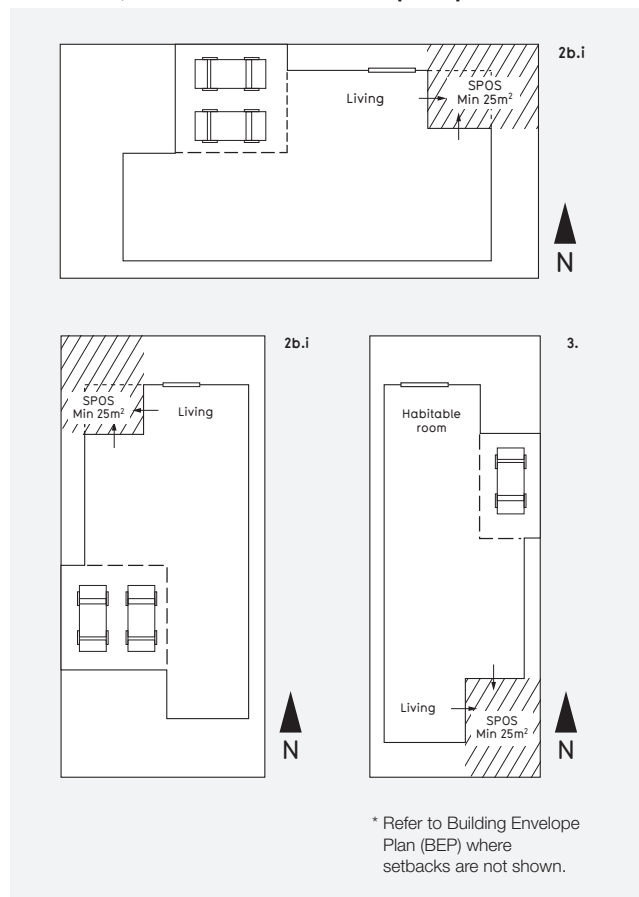 2b.i
SPOS
Living
Min 25m²
N
2b.i
SPOS
Min 25m²
Living
N
3.
Habitable
room
Living
SPOS
Min 25m²
N
* Refer to Building Envelope
Plan (BEP) where
setbacks are not shown.